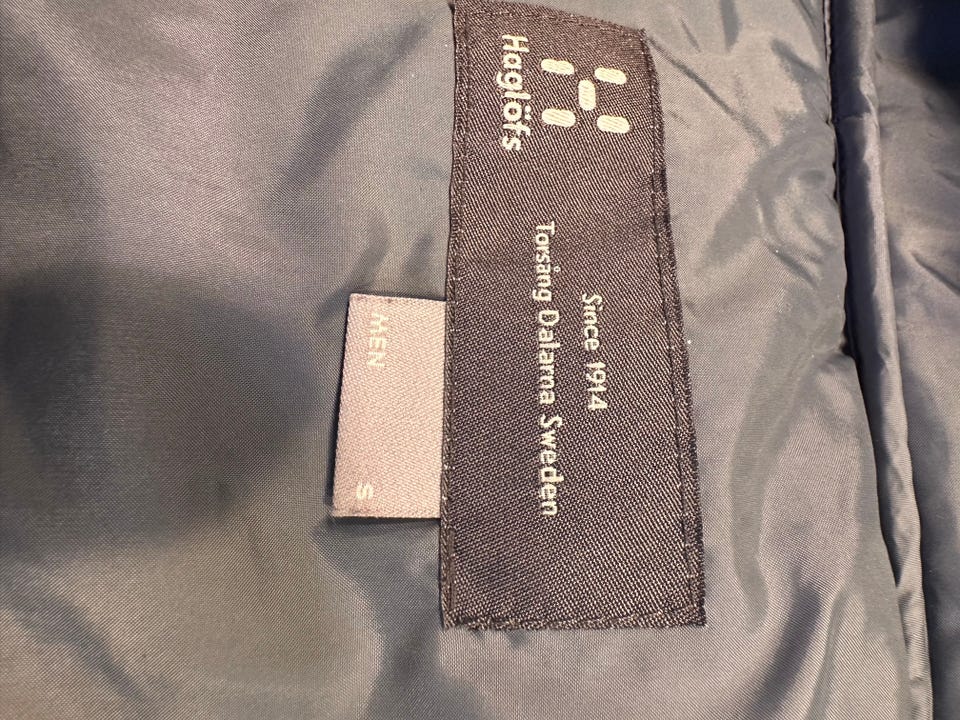 Haglöfs
Since 1914
Torsång Dalarna Sweden
MEN
S